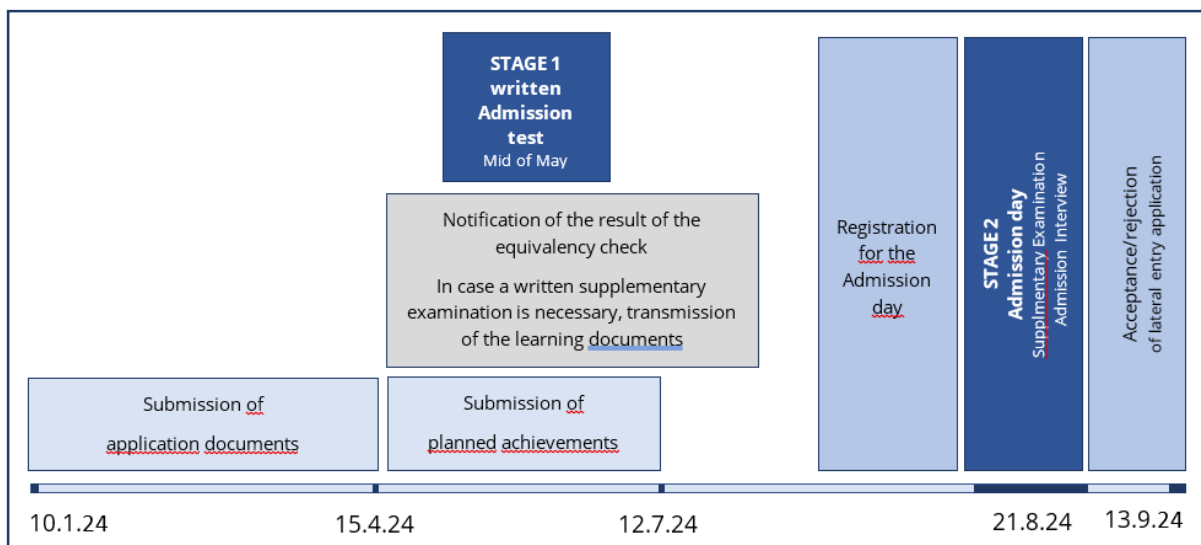 STAGE 1
written
Admission
test
Mid of May
Notification of the result of the
equivalency check
In case a written supplementary
examination is necessary, transmission
of the learning documents
Submission of
application documents
Submission of
planned achievements
Registration
for the
Admission
day
STAGE 2
Admission day
Supplmentary Examination
Admission Interview
Acceptance/rejection
of lateral entry application
10.1.24
15.4.24
12.7.24
21.8.24
13.9.24